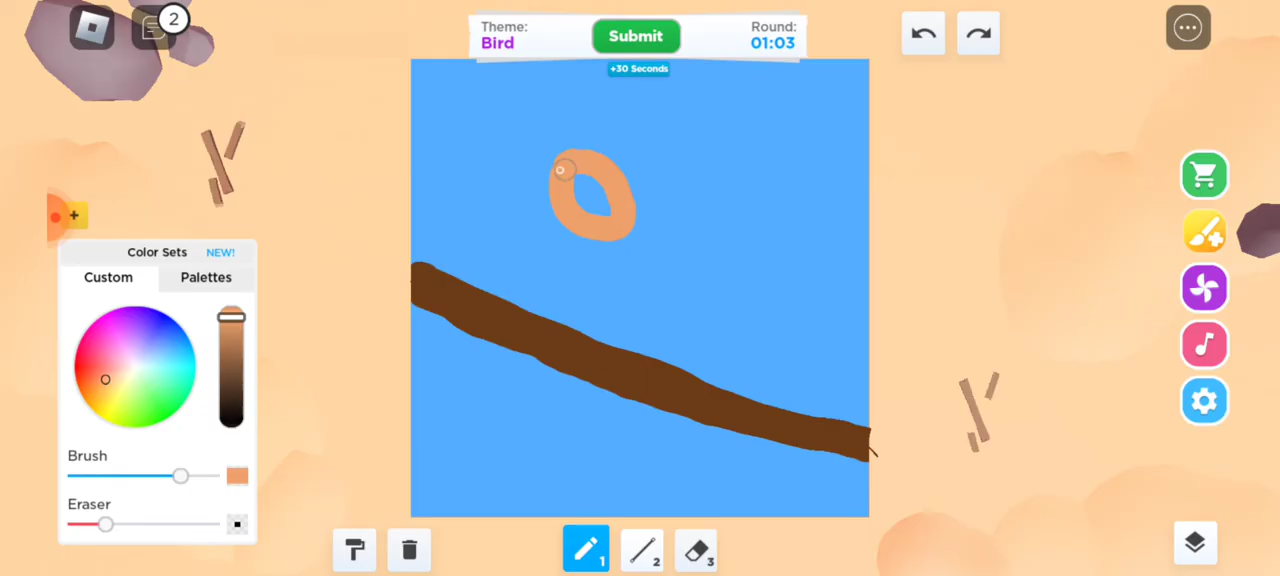 2
Theme:
Bird
Submit
Round:
01:03
+30 Seconds
+
Color Sets NEW!
Custom Palettes
Brush
Eraser
1
2
3